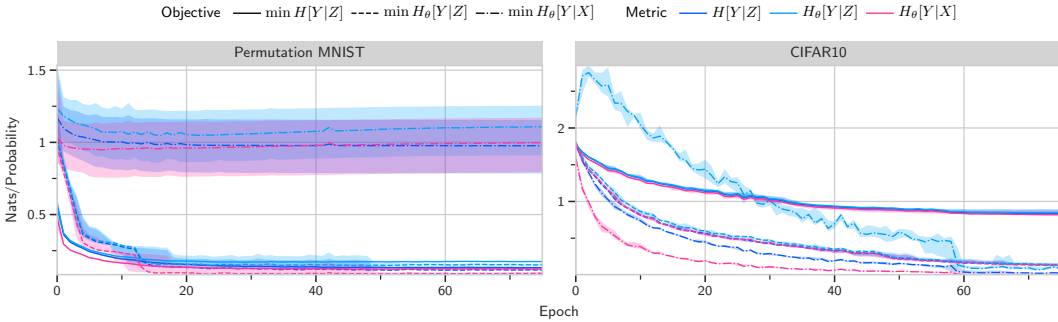 Objective min H[Y|Z] min H_θ[Y|Z] min H_θ[Y|X] Metric H[Y|Z] H_θ[Y|Z] H_θ[Y|X]
Permutation MNIST CIFAR10
Nats/Probability
1.5
1
0.5
2
1
0 20 40 60 0 20 40 60
Epoch